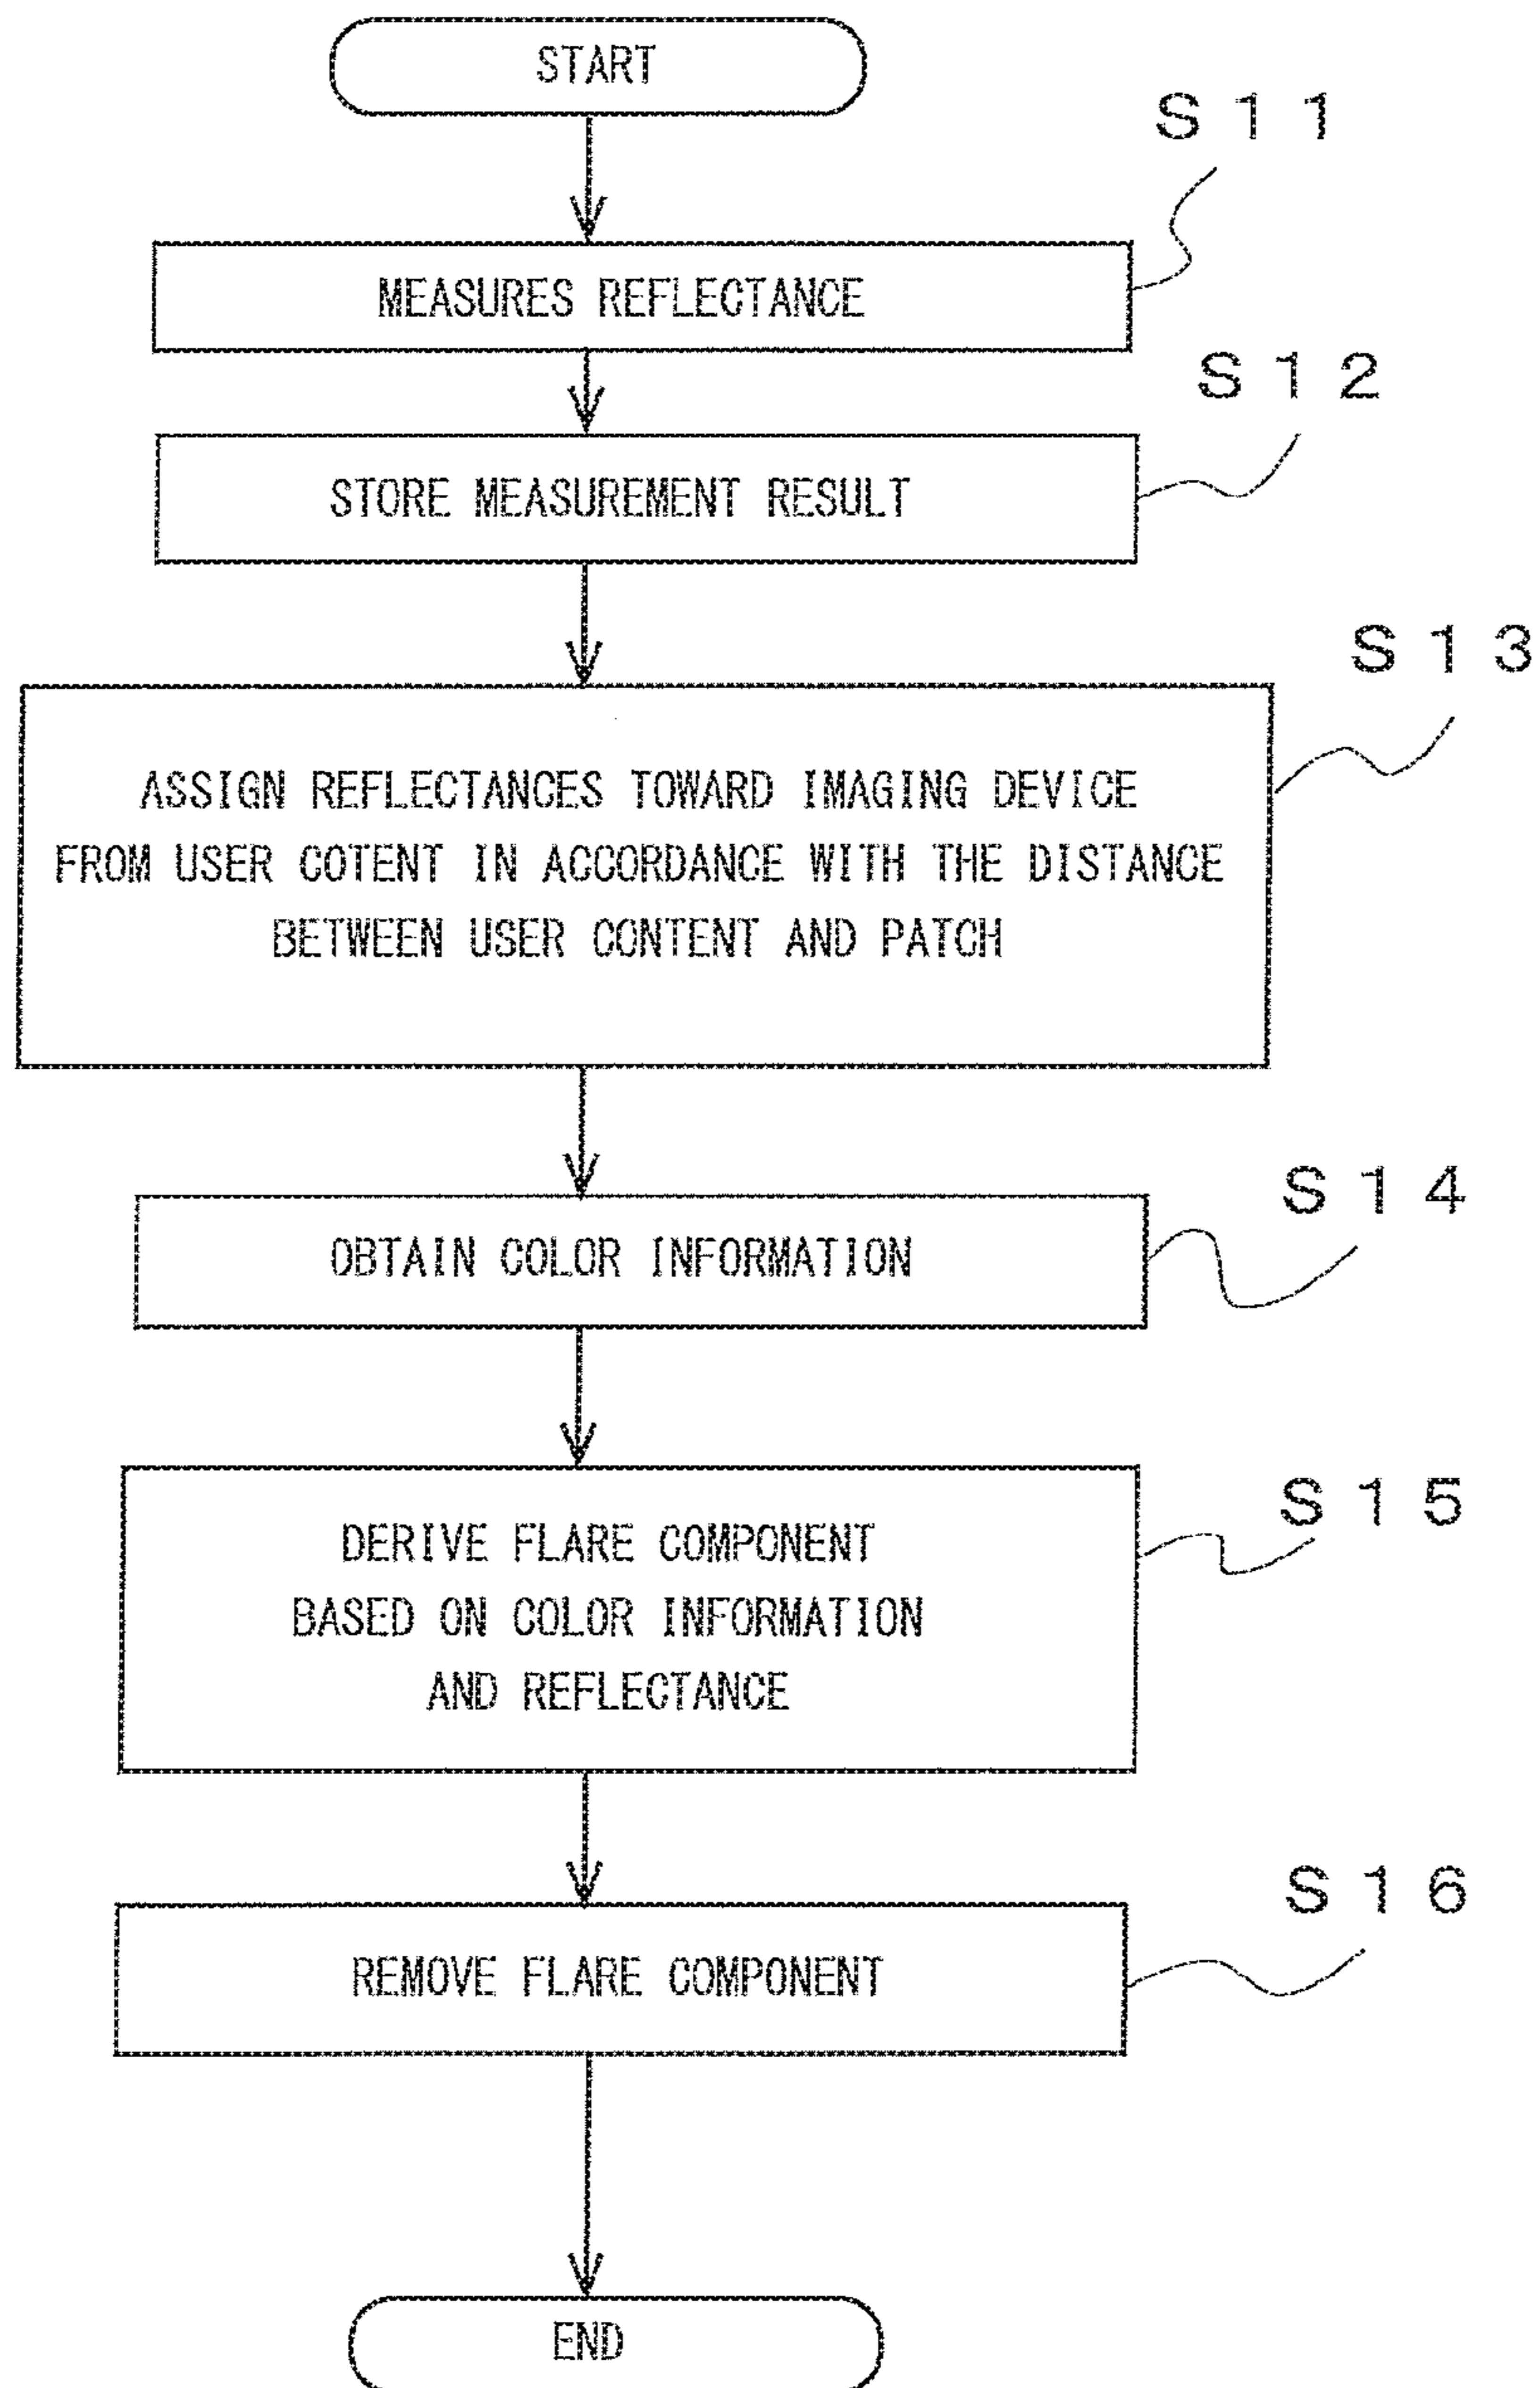 START
S11
MEASURES REFLECTANCE
S12
STORE MEASUREMENT RESULT
S13
ASSIGN REFLECTANCES TOWARD IMAGING DEVICE
FROM USER COTENT IN ACCORDANCE WITH THE DISTANCE
BETWEEN USER CONTENT AND PATCH
S14
OBTAIN COLOR INFORMATION
S15
DERIVE FLARE COMPONENT
BASED ON COLOR INFORMATION
AND REFLECTANCE
S16
REMOVE FLARE COMPONENT
END